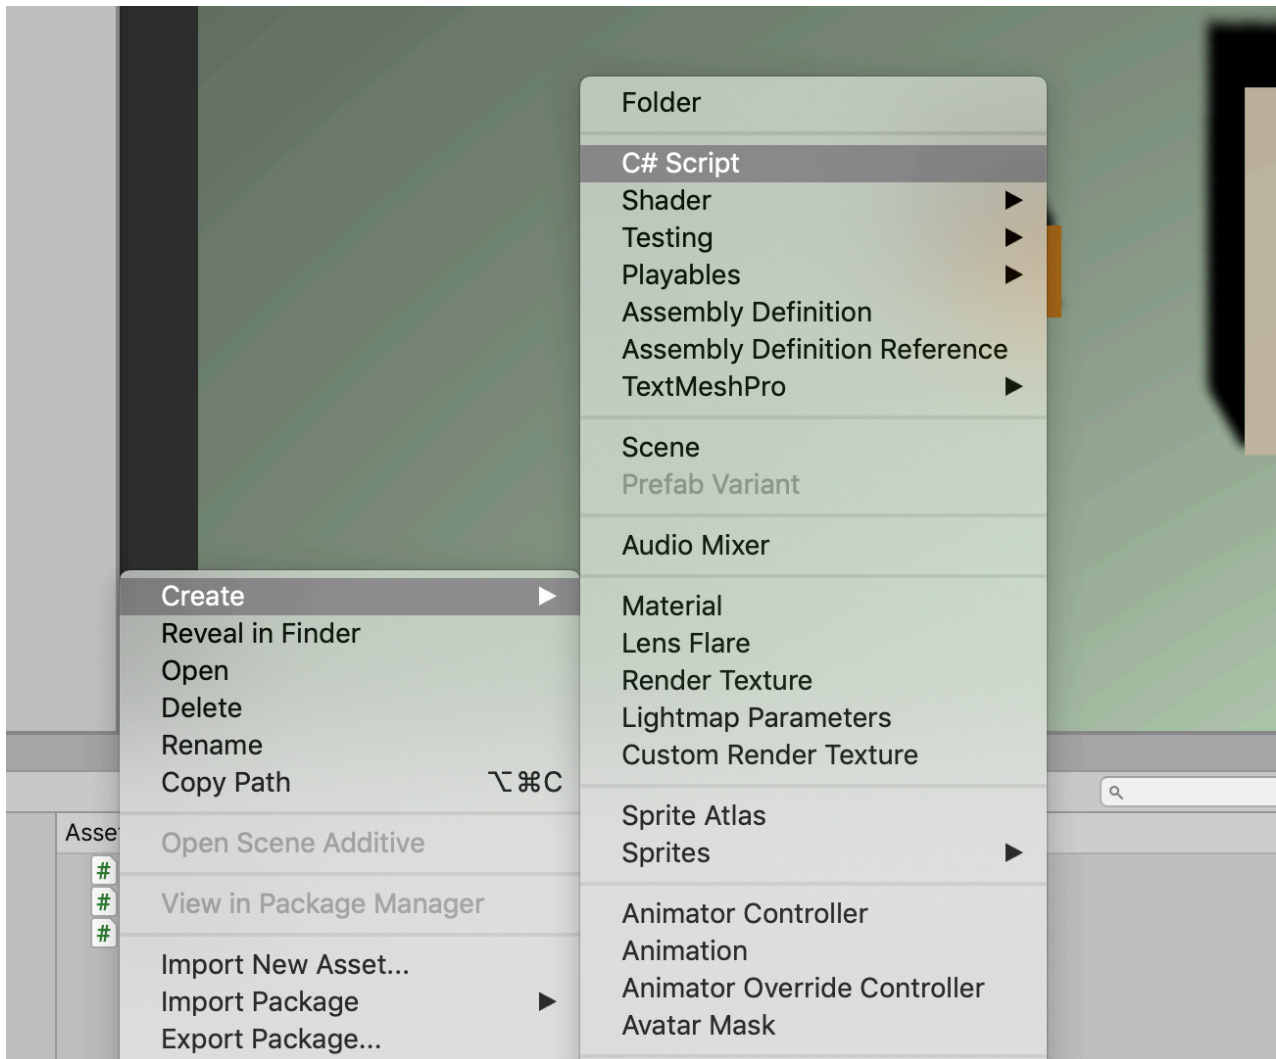 Folder
C# Script
Shader
Testing
Playables
Assembly Definition
Assembly Definition Reference
TextMeshPro
Scene
Prefab Variant
Audio Mixer
Material
Lens Flare
Render Texture
Lightmap Parameters
Custom Render Texture
Sprite Atlas
Sprites
Animator Controller
Animation
Animator Override Controller
Avatar Mask
Create
Reveal in Finder
Open
Delete
Rename
Copy Path ⌥⌘C
Open Scene Additive
View in Package Manager
Import New Asset...
Import Package
Export Package...
Asse
#
#
#